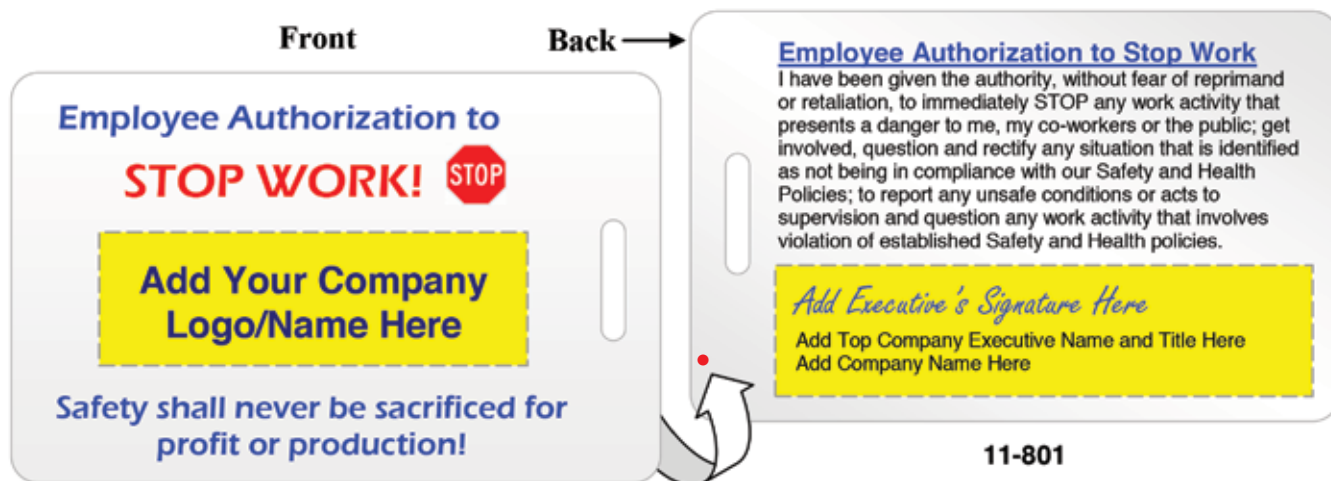 Front
Employee Authorization to
STOP WORK!
STOP
Add Your Company
Logo/Name Here
Safety shall never be sacrificed for
profit or production!
Back
Employee Authorization to Stop Work
I have been given the authority, without fear of reprimand
or retaliation, to immediately STOP any work activity that
presents a danger to me, my co-workers or the public; get
involved, question and rectify any situation that is identified
as not being in compliance with our Safety and Health
Policies; to report any unsafe conditions or acts to
supervision and question any work activity that involves
violation of established Safety and Health policies.
Add Executive's Signature Here
Add Top Company Executive Name and Title Here
Add Company Name Here
11-801